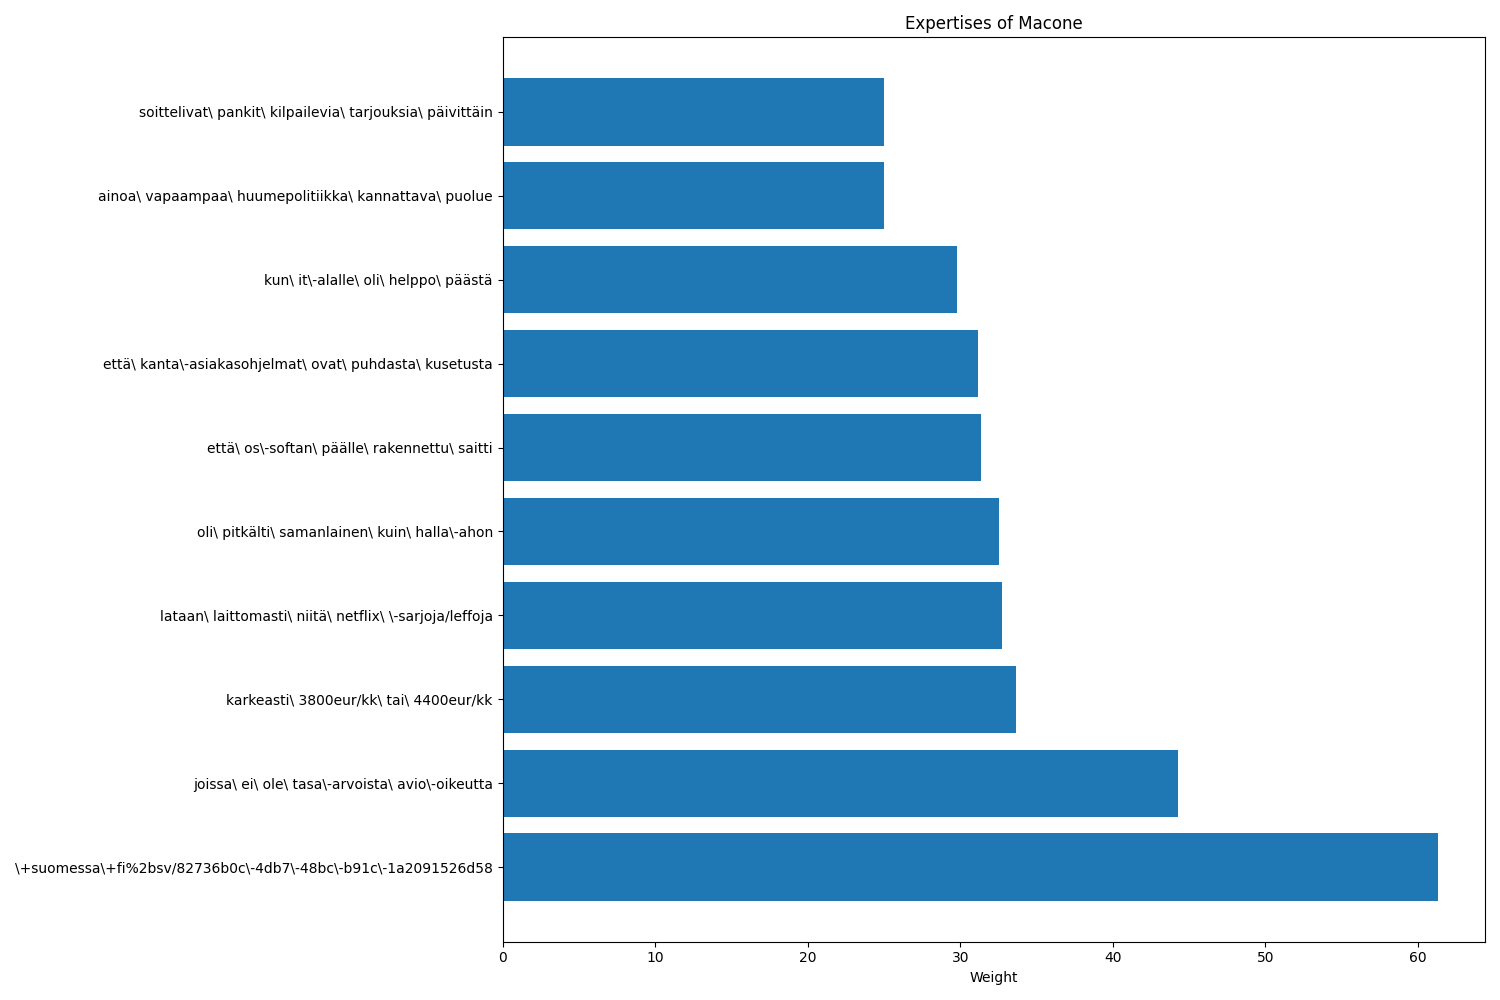 Expertises of Macone
soittelivat\ pankit\ kilpailevia\ tarjouksia\ päivittäin
ainoa\ vapaampaa\ huumepolitiikka\ kannattava\ puolue
kun\ it\-alalle\ oli\ helppo\ päästä
että\ kanta\-asiakasohjelmat\ ovat\ puhdasta\ kusetusta
että\ os\-softan\ päälle\ rakennettu\ saitti
oli\ pitkälti\ samanlainen\ kuin\ halla\-ahon
lataan\ laittomasti\ niitä\ netflix\ \-sarjoja/leffoja
karkeasti\ 3800eur/kk\ tai\ 4400eur/kk
joissa\ ei\ ole\ tasa\-arvoista\ avio\-oikeutta
\+suomessa\+fi%2bsv/82736b0c\-4db7\-48bc\-b91c\-1a2091526d58
0 10 20 30 40 50 60
Weight